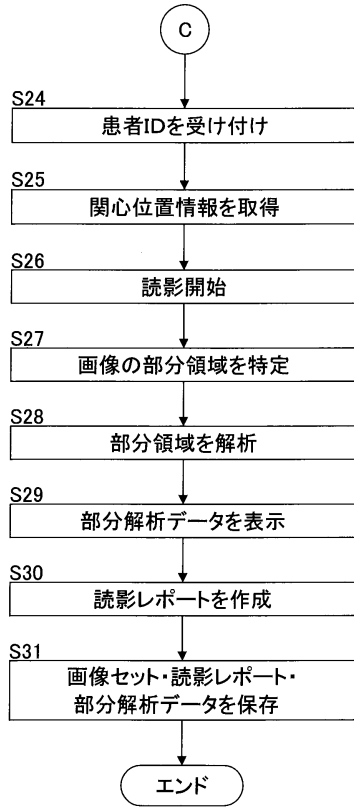 C
S24
患者IDを受け付け
S25
関心位置情報を取得
S26
読影開始
S27
画像の部分領域を特定
S28
部分領域を解析
S29
部分解析データを表示
S30
読影レポートを作成
S31
画像セット・読影レポート・
部分解析データを保存
エンド